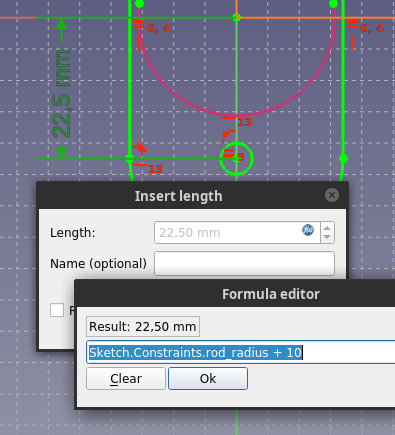 6, 4
6, 4
22,5 mm
15
9
13
Insert length
Length:
22,50 mm
Name (optional)
Formula editor
Result: 22,50 mm
Sketch.Constraints.rod_radius + 10
Clear
Ok